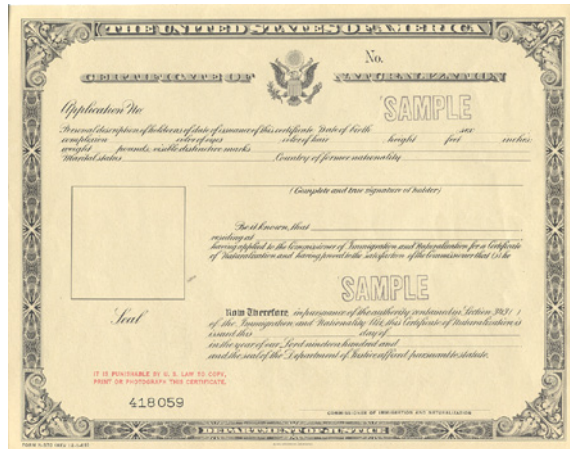 THE UNITED STATES OF AMERICA
No.
CERTIFICATE OF NATURALIZATION
Application No.
SAMPLE
Personal description of holder as of date of issuance of this certificate: Date of birth sex
complexion color of eyes color of hair height feet inches
weight pounds, visible distinctive marks
Marital status Country of former nationality
(Complete and true signature of holder)
Be it known, that
residing at
having applied to the Commissioner of Immigration and Naturalization for a Certificate
of Naturalization and having proved to the satisfaction of the Commissioner that (s)he
SAMPLE
Now Therefore, in pursuance of the authority contained in Section 343( )
of the Immigration and Nationality Act, this Certificate of Naturalization is
issued this day of
in the year of our Lord nineteen hundred and
and the seal of the Department of Justice affixed pursuant to statute.
Seal
IT IS PUNISHABLE BY U. S. LAW TO COPY,
PRINT OR PHOTOGRAPH THIS CERTIFICATE.
418059
COMMISSIONER OF IMMIGRATION AND NATURALIZATION
DEPARTMENT OF JUSTICE